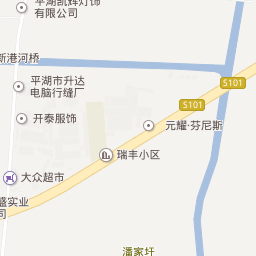 平湖凯辉灯饰
有限公司
新港河桥
平湖市升达
电脑行缝厂
S101
S101
开泰服饰
元耀·芬尼斯
瑞丰小区
大众超市
盛实业
司
潘家圩